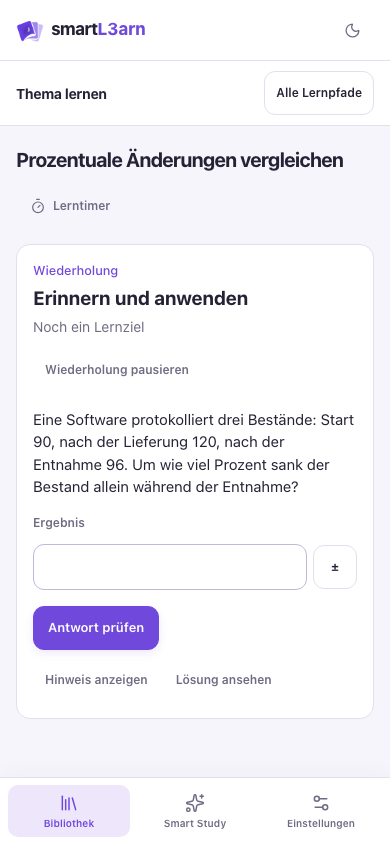 smartL3arn
Thema lernen
Alle Lernpfade
Prozentuale Änderungen vergleichen
Lerntimer
Wiederholung
Erinnern und anwenden
Noch ein Lernziel
Wiederholung pausieren
Eine Software protokolliert drei Bestände: Start
90, nach der Lieferung 120, nach der
Entnahme 96. Um wie viel Prozent sank der
Bestand allein während der Entnahme?
Ergebnis
±
Antwort prüfen
Hinweis anzeigen
Lösung ansehen
Bibliothek
Smart Study
Einstellungen